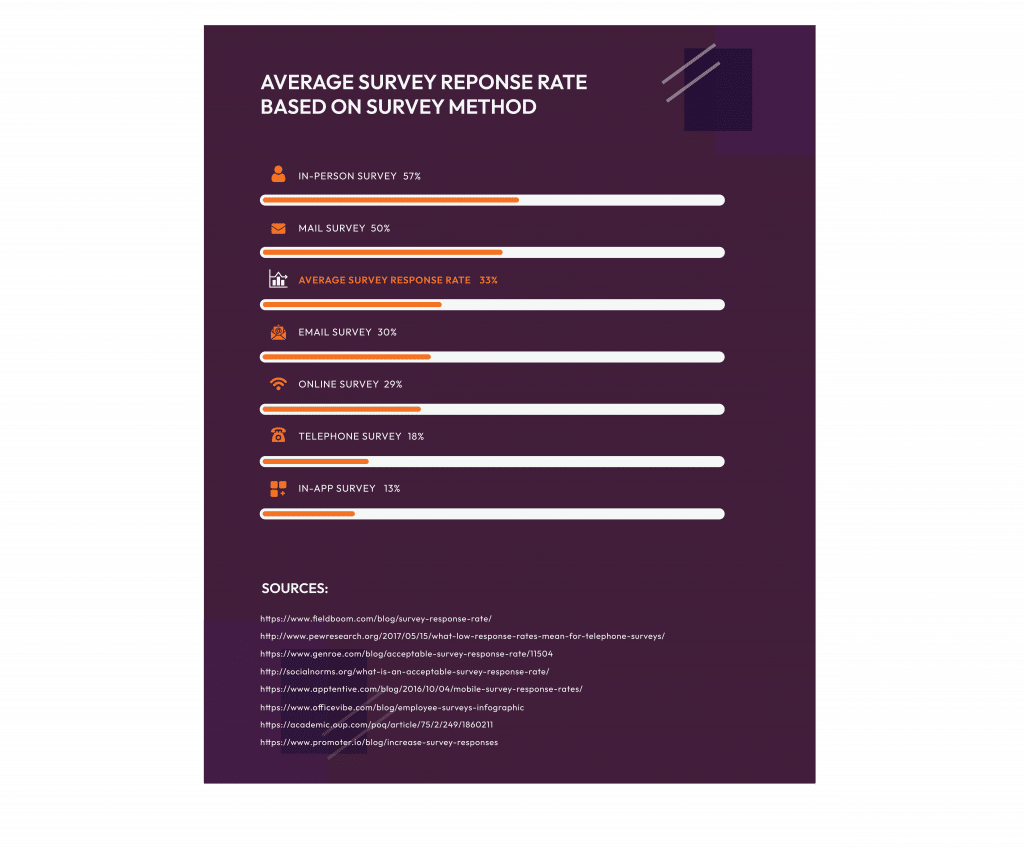 AVERAGE SURVEY REPONSE RATE
BASED ON SURVEY METHOD
IN-PERSON SURVEY 57%
MAIL SURVEY 50%
AVERAGE SURVEY RESPONSE RATE 33%
EMAIL SURVEY 30%
ONLINE SURVEY 29%
TELEPHONE SURVEY 18%
IN-APP SURVEY 13%
SOURCES:
https://www.fieldboom.com/blog/survey-response-rate/
http://www.pewresearch.org/2017/05/15/what-low-response-rates-mean-for-telephone-surveys/
https://www.genroe.com/blog/acceptable-survey-response-rate/11504
http://socialnorms.org/what-is-an-acceptable-survey-response-rate/
https://www.apptentive.com/blog/2016/10/04/mobile-survey-response-rates/
https://www.officevibe.com/blog/employee-surveys-infographic
https://academic.oup.com/poq/article/75/2/249/1860211
https://www.promoter.io/blog/increase-survey-responses